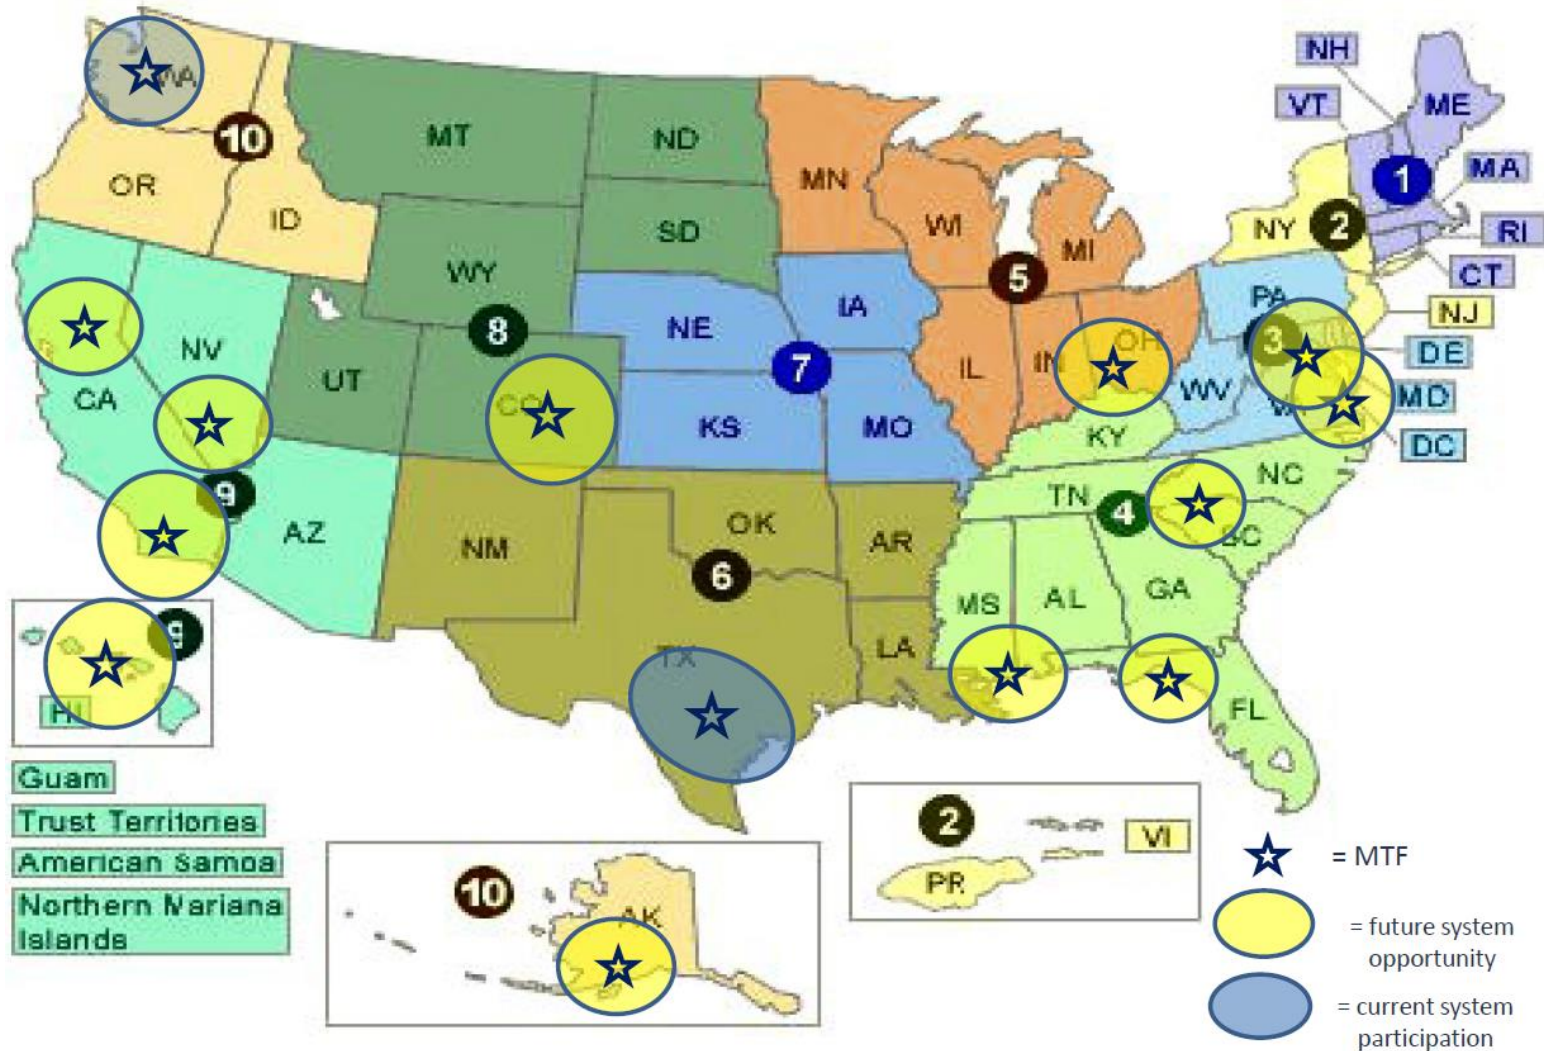 WA
10
OR
ID
MT
ND
SD
WY
8
UT
CO
NV
CA
9
AZ
NM
MN
WI
MI
5
IA
NE
7
KS
MO
IL
IN
OH
OK
6
TX
AR
LA
NH
VT
ME
1
MA
RI
CT
NY
2
NJ
PA
3
DE
MD
DC
WV
KY
TN
4
NC
SC
MS
AL
GA
FL
9
HI
Guam
Trust Territories
American Samoa
Northern Mariana
Islands
10
AK
2
PR
VI
= MTF
= future system
opportunity
= current system
participation